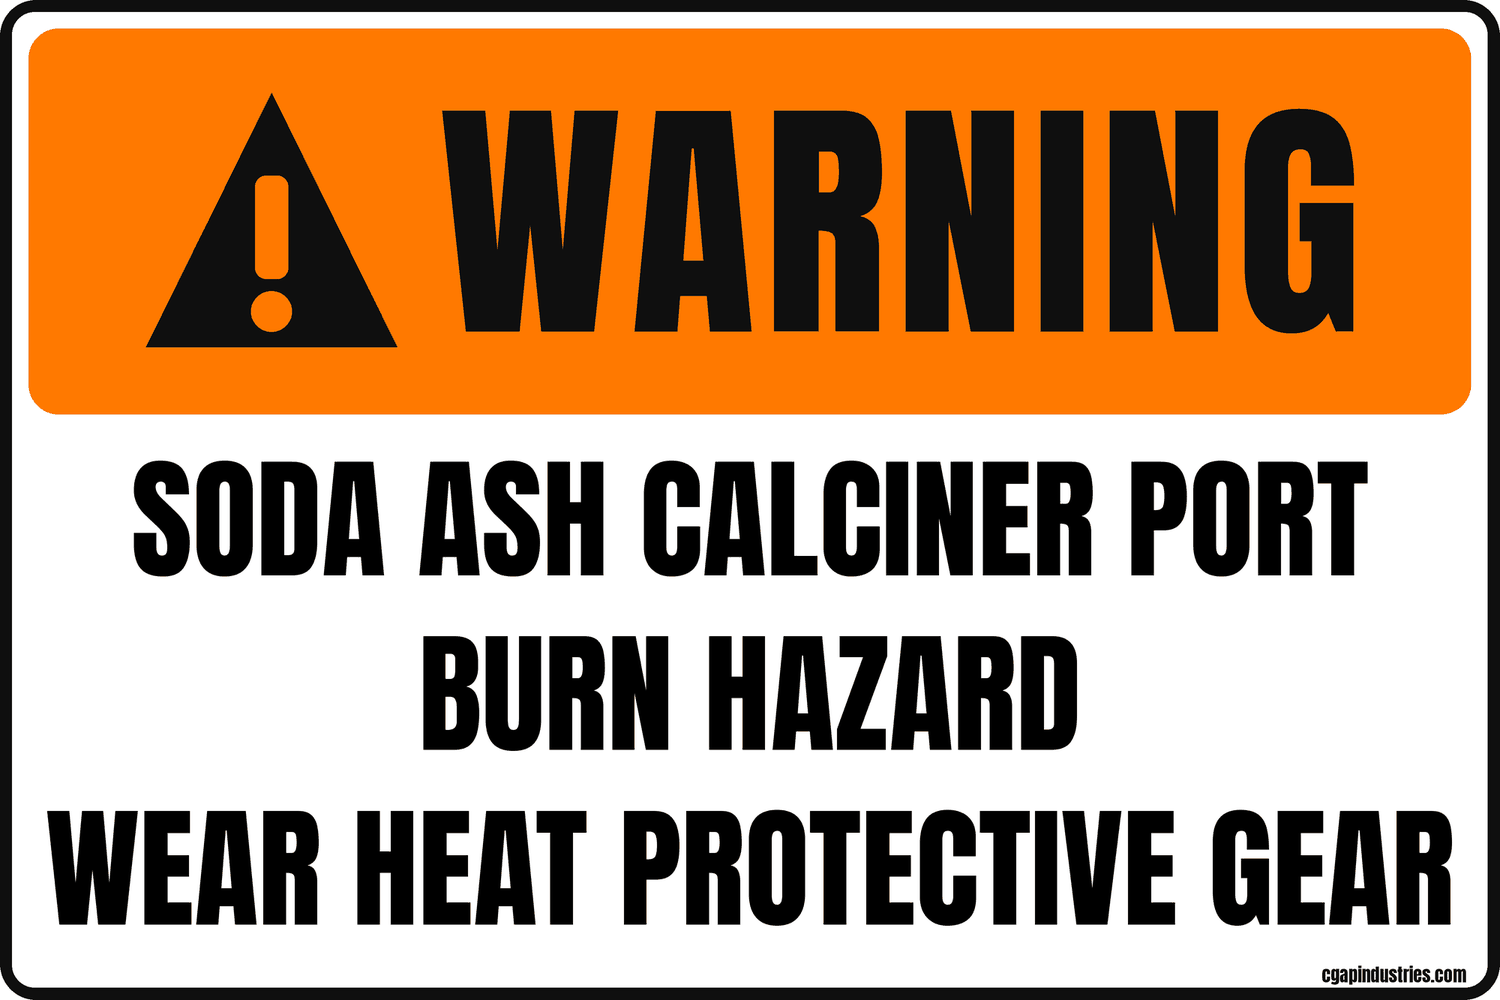 WARNING
SODA ASH CALCINER PORT
BURN HAZARD
WEAR HEAT PROTECTIVE GEAR
cgapindustries.com